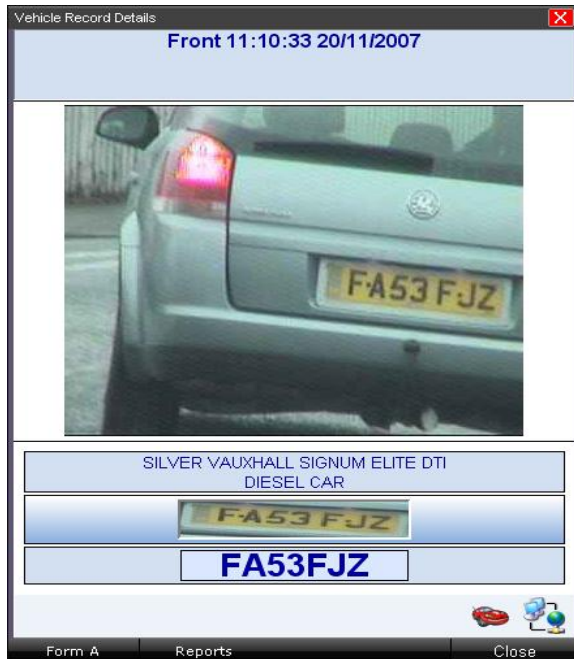 Vehicle Record Details
Front 11:10:33 20/11/2007
FA53 FJZ
SILVER VAUXHALL SIGNUM ELITE DTI
DIESEL CAR
FA53 FJZ
FA53FJZ
Form A Reports Close